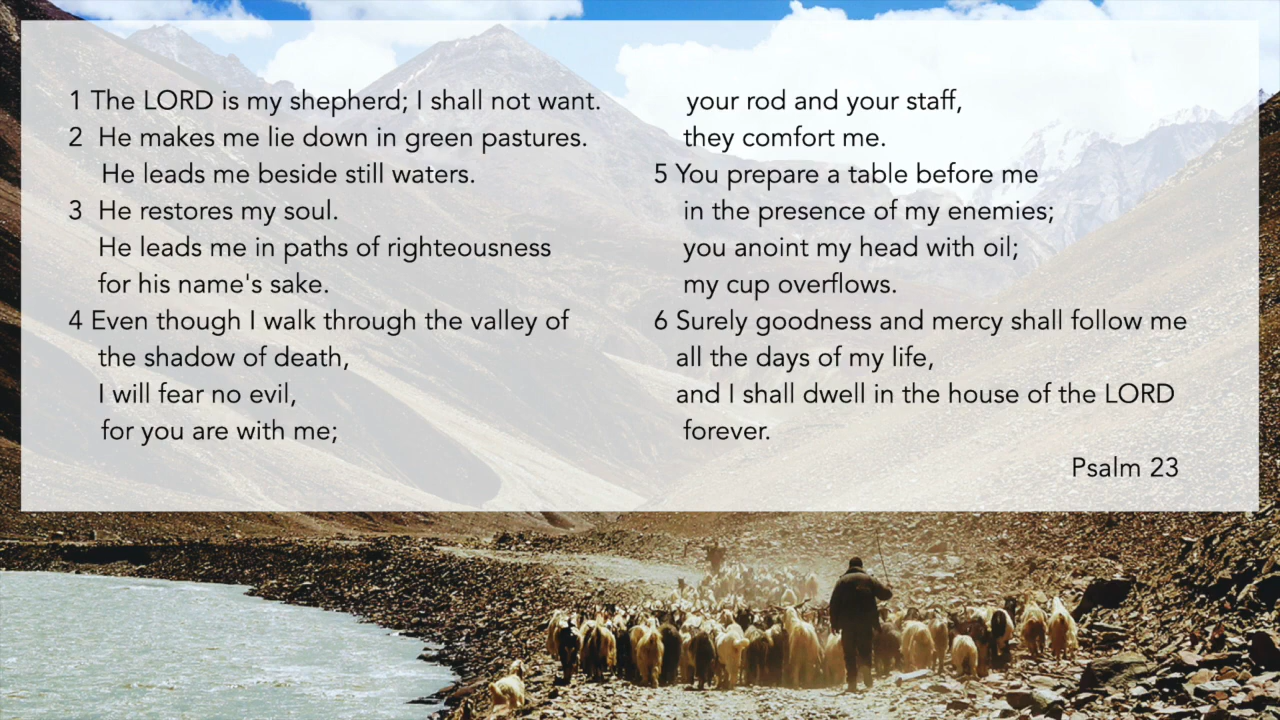 1 The LORD is my shepherd; I shall not want.
2 He makes me lie down in green pastures.
He leads me beside still waters.
3 He restores my soul.
He leads me in paths of righteousness
for his name's sake.
4 Even though I walk through the valley of
the shadow of death,
I will fear no evil,
for you are with me;
your rod and your staff,
they comfort me.
5 You prepare a table before me
in the presence of my enemies;
you anoint my head with oil;
my cup overflows.
6 Surely goodness and mercy shall follow me
all the days of my life,
and I shall dwell in the house of the LORD
forever.
Psalm 23